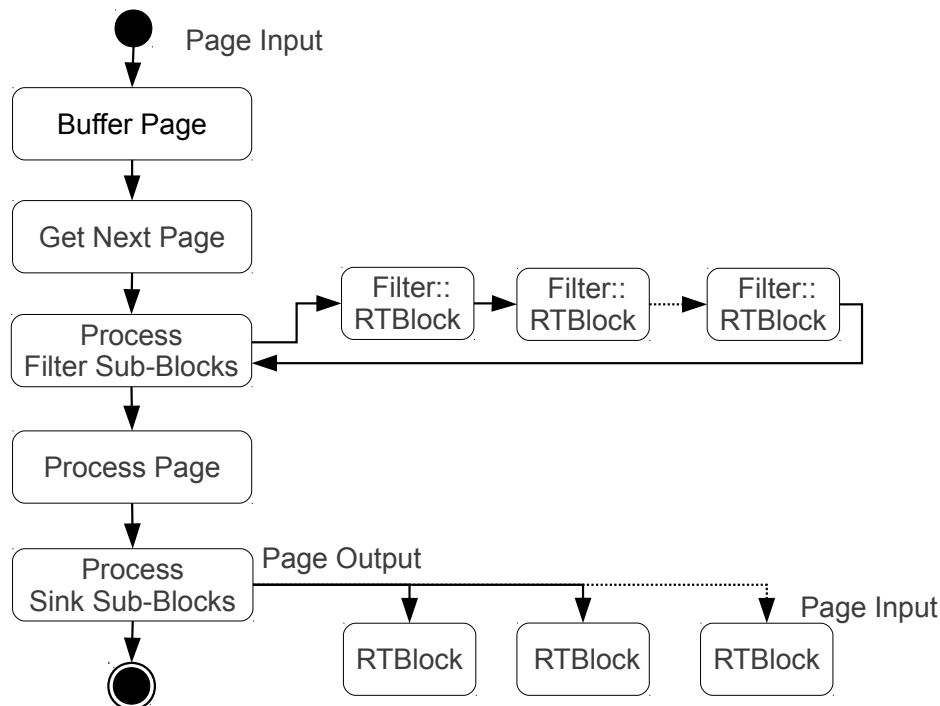 Page Input
Buffer Page
Get Next Page
Filter::
RTBlock
Filter::
RTBlock
Filter::
RTBlock
Process
Filter Sub-Blocks
Process Page
Process
Sink Sub-Blocks
Page Output
Page Input
RTBlock
RTBlock
RTBlock